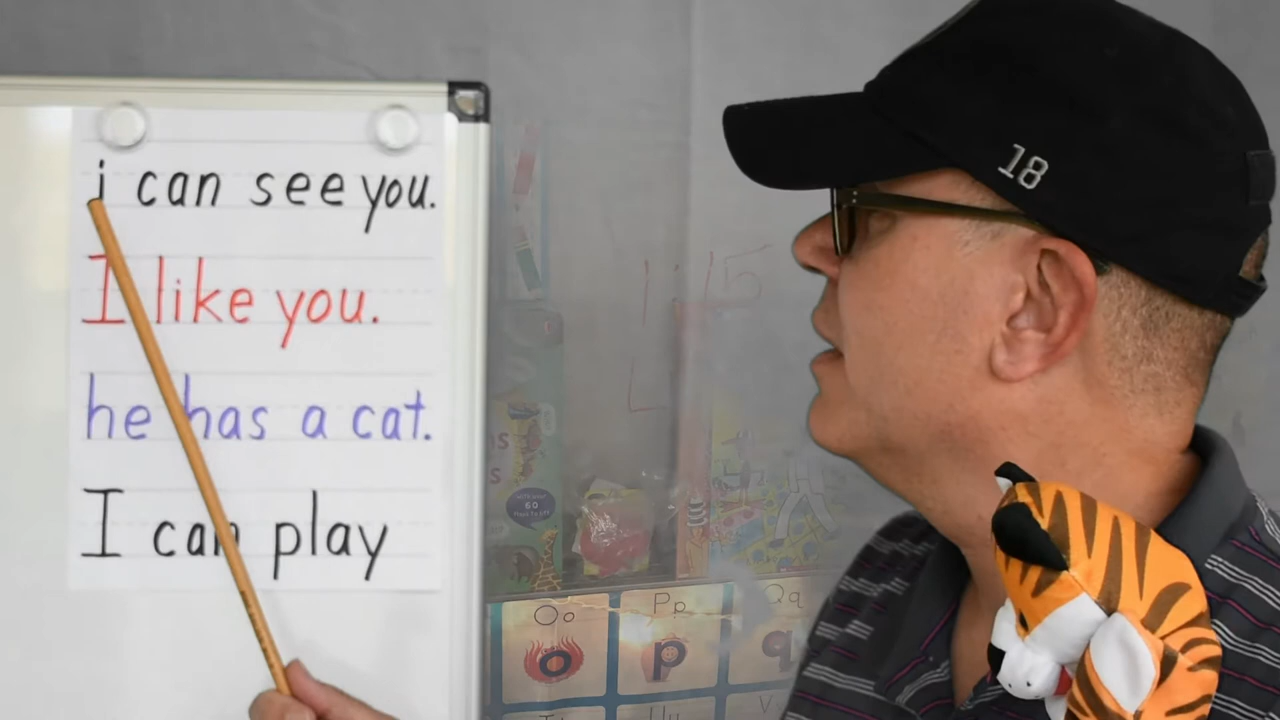 i can see you.
I like you.
he has a cat.
I can play
18
Oo
Pp
Qq
o
p
q